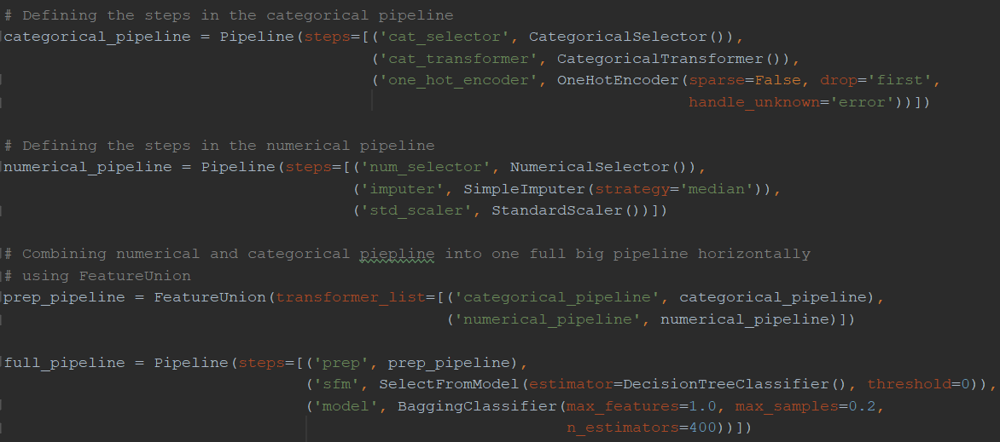 # Defining the steps in the categorical pipeline
categorical_pipeline = Pipeline(steps=[('cat_selector', CategoricalSelector()),
('cat_transformer', CategoricalTransformer()),
('one_hot_encoder', OneHotEncoder(sparse=False, drop='first',
handle_unknown='error'))])
# Defining the steps in the numerical pipeline
numerical_pipeline = Pipeline(steps=[('num_selector', NumericalSelector()),
('imputer', SimpleImputer(strategy='median')),
('std_scaler', StandardScaler())])
# Combining numerical and categorical piepline into one full big pipeline horizontally
# using FeatureUnion
prep_pipeline = FeatureUnion(transformer_list=[('categorical_pipeline', categorical_pipeline),
('numerical_pipeline', numerical_pipeline)])
full_pipeline = Pipeline(steps=[('prep', prep_pipeline),
('sfm', SelectFromModel(estimator=DecisionTreeClassifier(), threshold=0)),
('model', BaggingClassifier(max_features=1.0, max_samples=0.2,
n_estimators=400))])